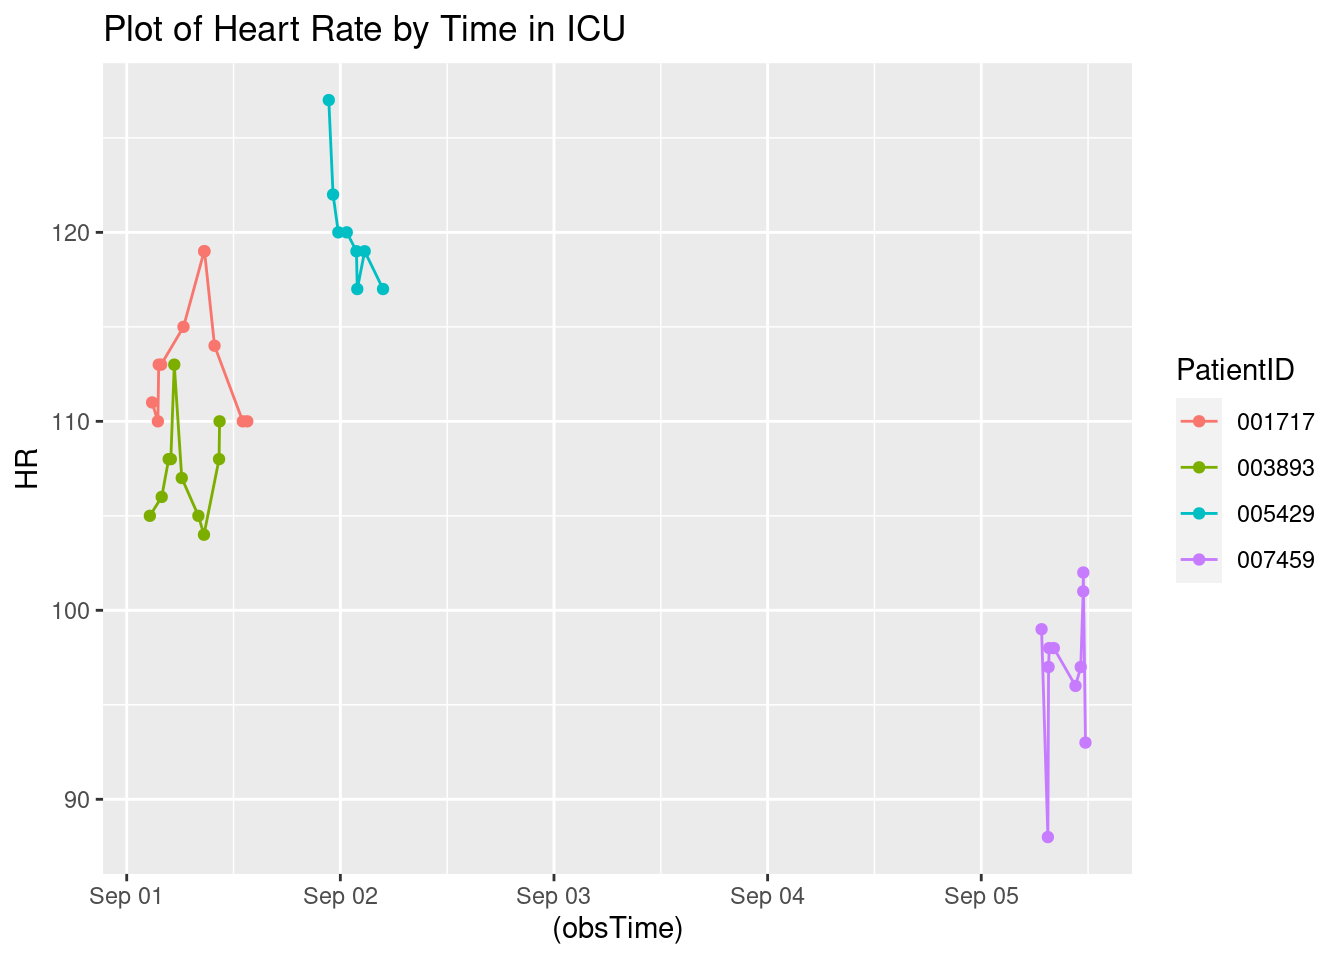 Plot of Heart Rate by Time in ICU
HR
120
110
100
90
Sep 01 Sep 02 Sep 03 Sep 04 Sep 05
(obsTime)
PatientID
001717
003893
005429
007459